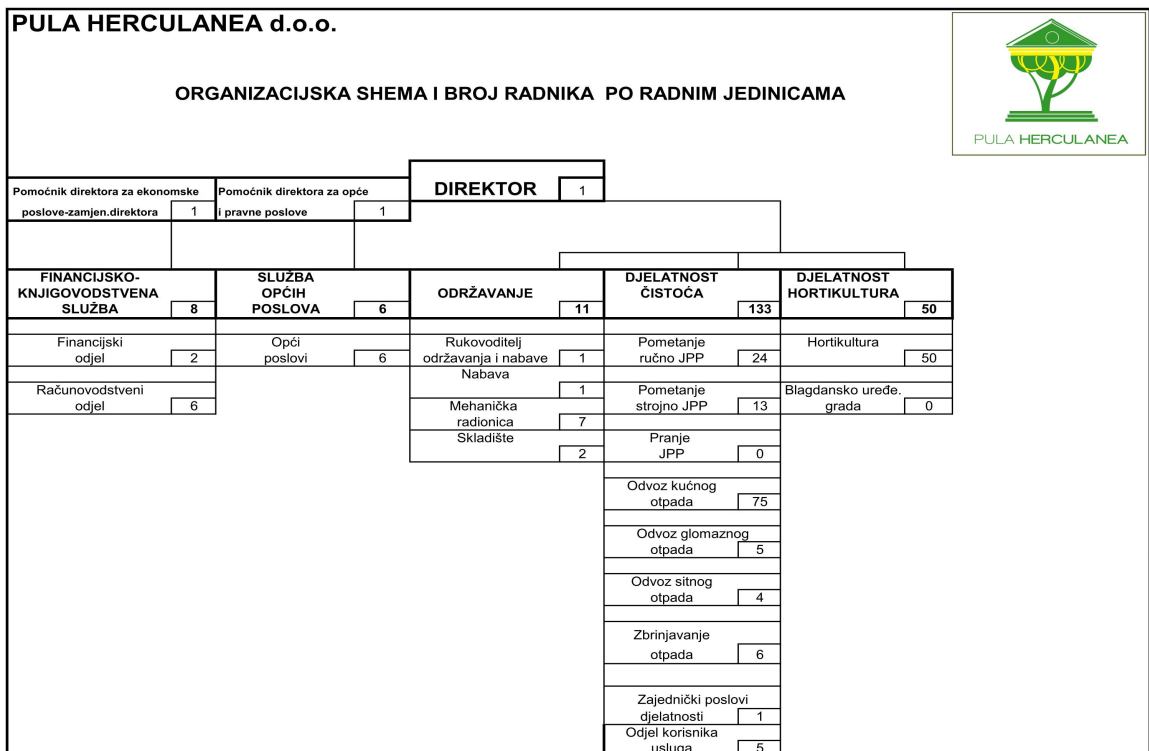 PULA HERCULANEA d.o.o.
ORGANIZACIJSKA SHEMA I BROJ RADNIKA PO RADNIM JEDINICAMA
PULA HERCULANEA
DIREKTOR 1
Pomoćnik direktora za ekonomske
poslove-zamjen.direktora 1
Pomoćnik direktora za opće
i pravne poslove 1
FINANCIJSKO-
KNJIGOVODSTVENA
SLUŽBA 8
Financijski
odjel 2
Računovodstveni
odjel 6
SLUŽBA
OPĆIH
POSLOVA 6
Opći
poslovi 6
ODRŽAVANJE 11
Rukovoditelj
održavanja i nabave 1
Nabava
1
Mehanička
radionica 7
Skladište
2
DJELATNOST
ČISTOĆA 133
Pometanje
ručno JPP 24
Pometanje
strojno JPP 13
Pranje
JPP 0
Odvoz kućnog
otpada 75
Odvoz glomaznog
otpada 5
Odvoz sitnog
otpada 4
Zbrinjavanje
otpada 6
Zajednički poslovi
djelatnosti 1
Odjel korisnika
usluga 5
DJELATNOST
HORTIKULTURA 50
Hortikultura
50
Blagdansko uređe.
grada 0